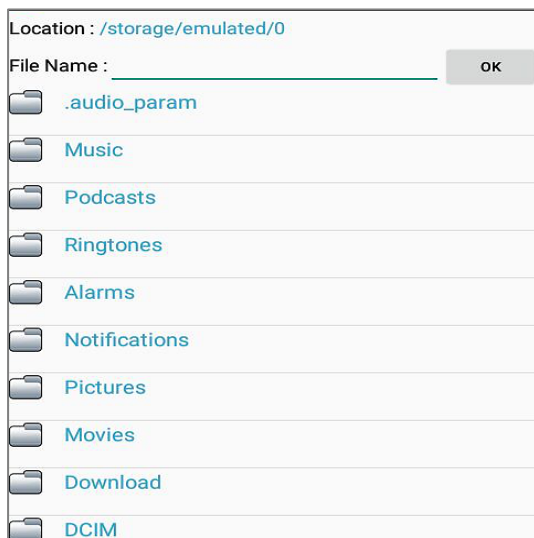 Location : /storage/emulated/0
File Name :
OK
.audio_param
Music
Podcasts
Ringtones
Alarms
Notifications
Pictures
Movies
Download
DCIM